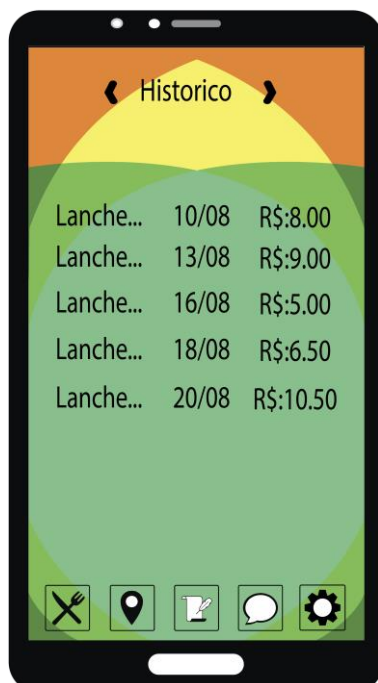 Historico
Lanche... 10/08 R$:8.00
Lanche... 13/08 R$:9.00
Lanche... 16/08 R$:5.00
Lanche... 18/08 R$:6.50
Lanche... 20/08 R$:10.50